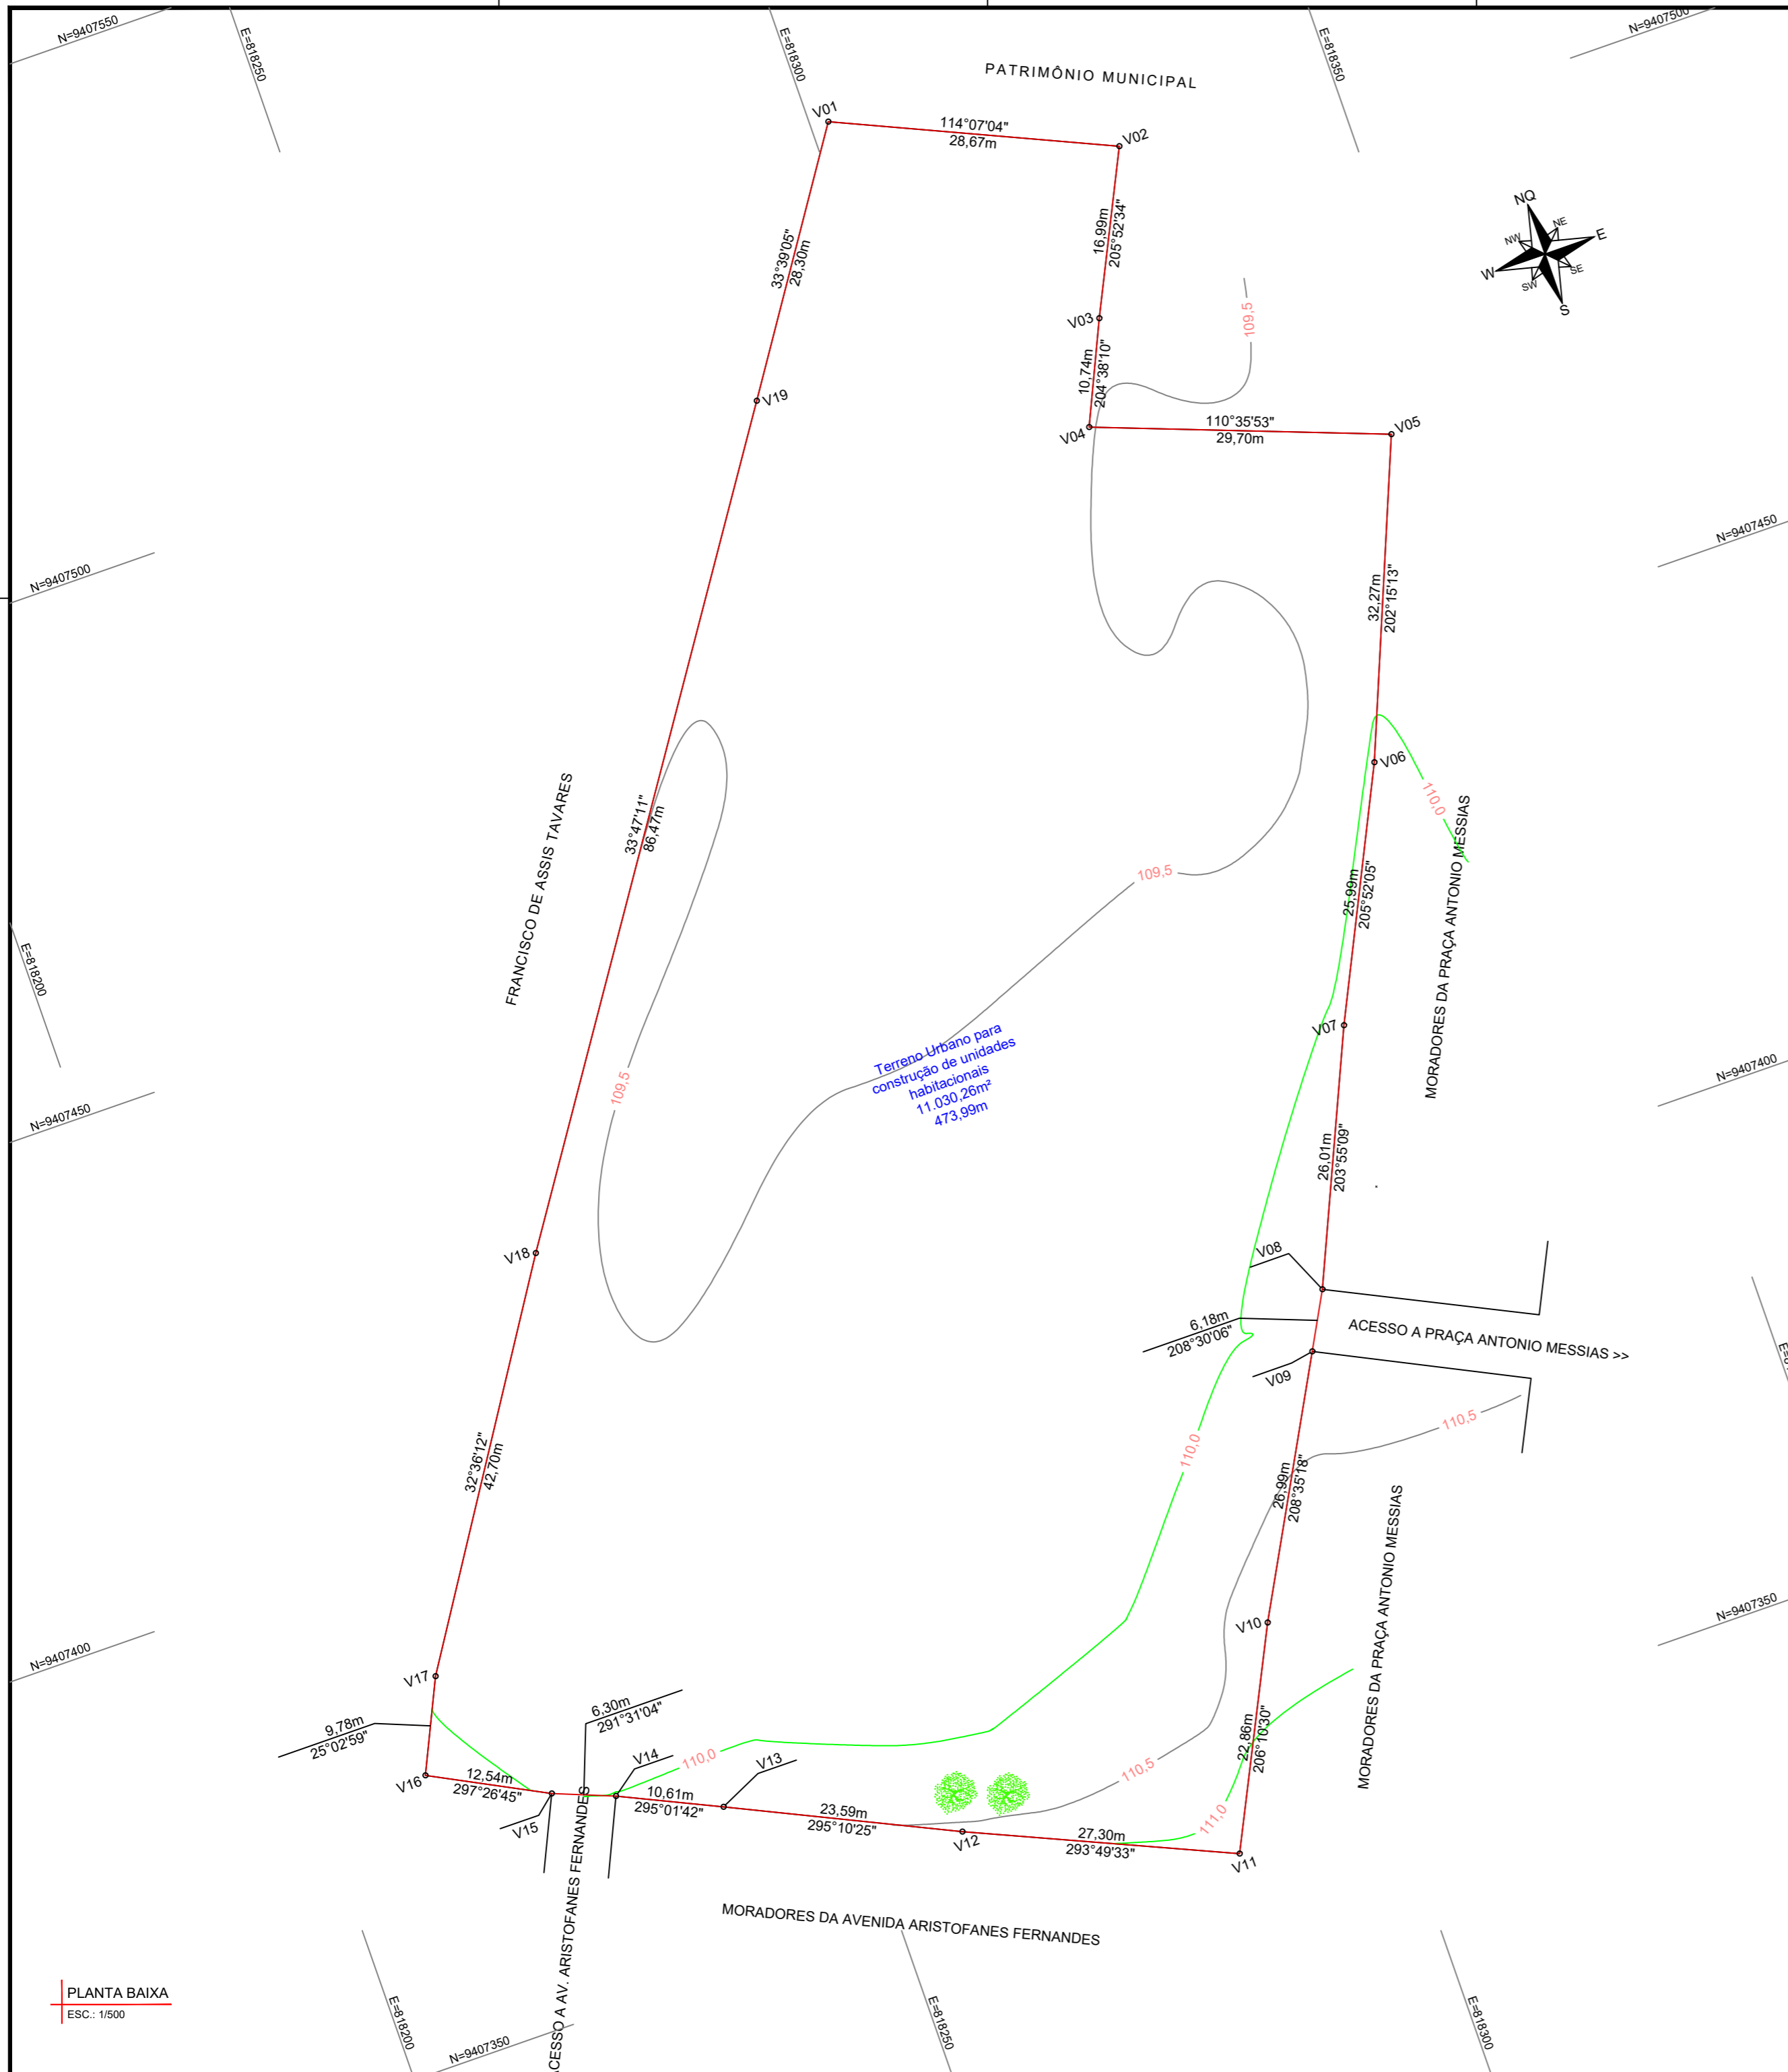 N=9407550
E=818250
E=818300
E=818350
N=9407500
PATRIMÔNIO MUNICIPAL
V01
114°07'04"
28,67m
V02
NQ
NE
E
SE
S
SW
W
NW
16,99m
205°52'34"
33°39'05"
28,30m
109,5
V03
10,74m
204°38'10"
V19
V04
110°35'53"
29,70m
V05
N=9407450
N=9407500
32,27m
202°15'13"
V06
110,0
33°47'11"
86,47m
FRANCISCO DE ASSIS TAVARES
109,5
25,99m
205°52'05"
MORADORES DA PRAÇA ANTONIO MESSIAS
E=818200
V07
Terreno Urbano para
construção de unidades
habitacionais
11.030,26m²
473,99m
109,5
N=9407400
N=9407450
26,01m
203°55'09"
V18
V08
6,18m
208°30'06"
ACESSO A PRAÇA ANTONIO MESSIAS >>
V09
110,5
110,0
32°36'12"
42,70m
26,99m
208°35'18"
MORADORES DA PRAÇA ANTONIO MESSIAS
N=9407350
V10
N=9407400
V17
9,78m
25°02'59"
6,30m
291°31'04"
22,86m
206°10'30"
V14
V13
110,0
110,5
V16
12,54m
297°26'45"
10,61m
295°01'42"
23,59m
295°10'25"
111,0
V15
V12
27,30m
293°49'33"
V11
MORADORES DA AVENIDA ARISTOFANES FERNANDES
ACESSO A AV. ARISTOFANES FERNANDES
PLANTA BAIXA
ESC.: 1/500
E=818200
N=9407350
E=818250
E=818300